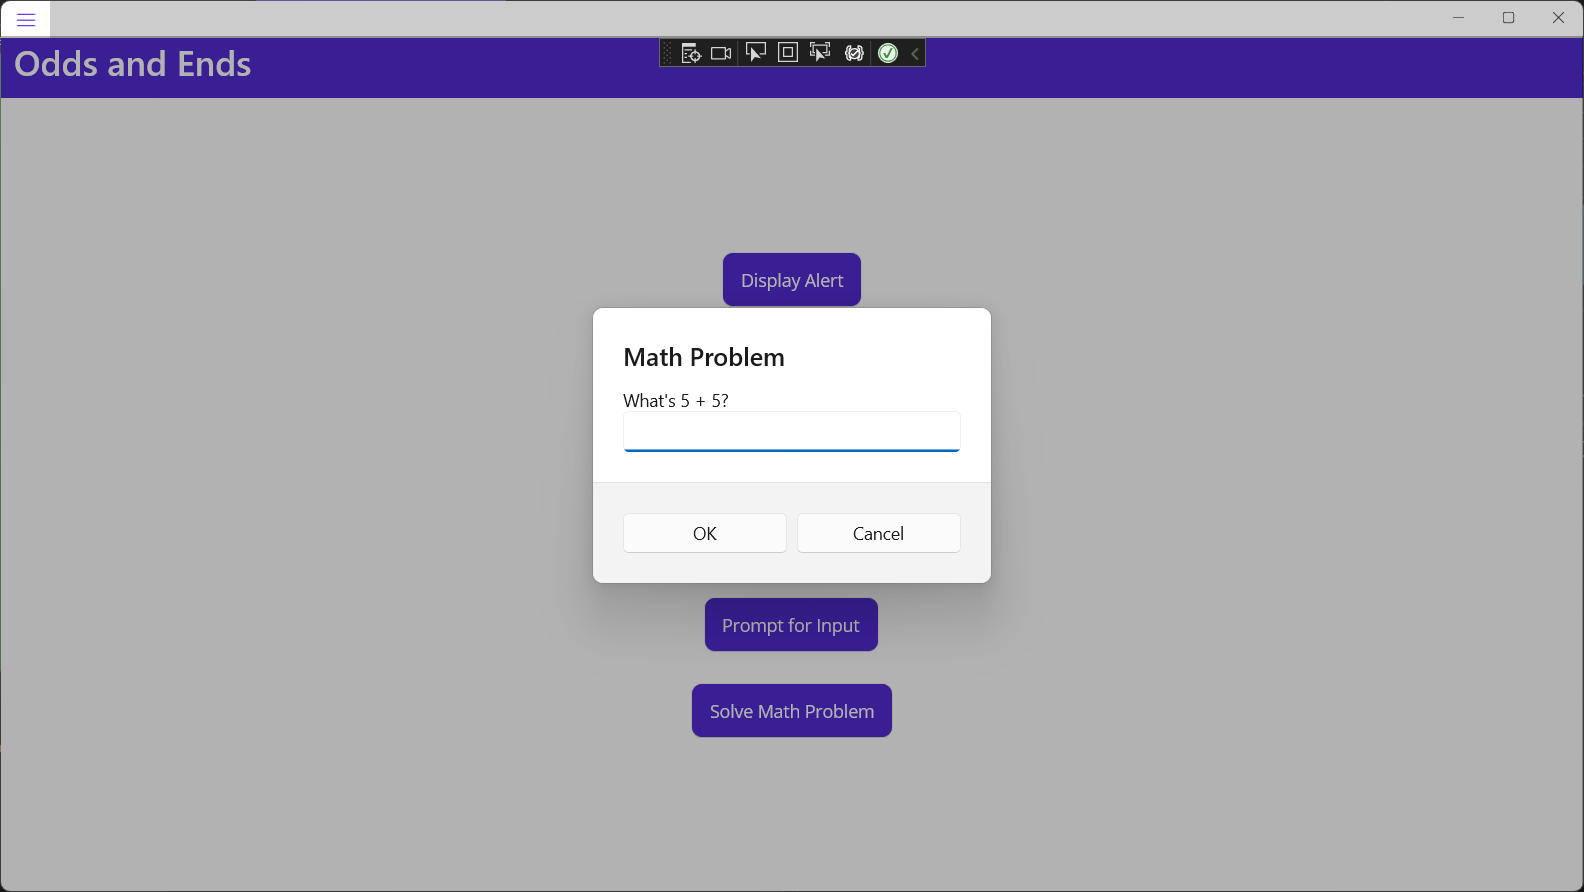 Odds and Ends
Display Alert
Math Problem
What's 5 + 5?
OK
Cancel
Prompt for Input
Solve Math Problem